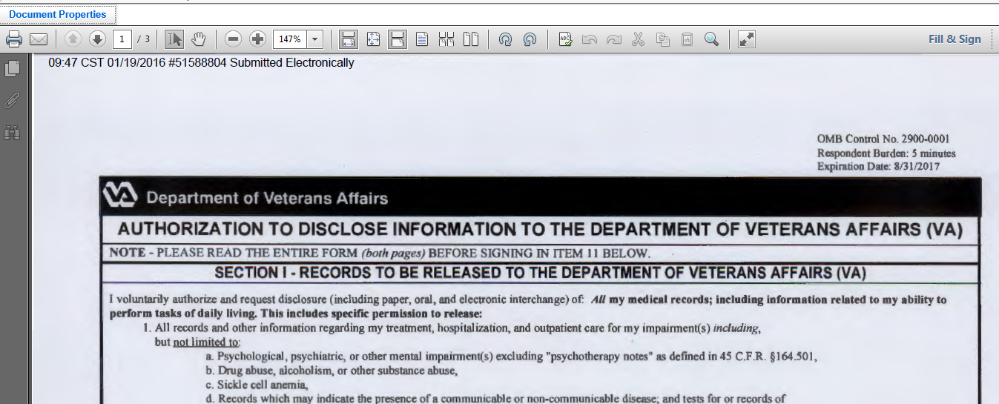 Document Properties
1 / 3 147% Fill & Sign
09:47 CST 01/19/2016 #51588804 Submitted Electronically
OMB Control No. 2900-0001
Respondent Burden: 5 minutes
Expiration Date: 8/31/2017
VA Department of Veterans Affairs
AUTHORIZATION TO DISCLOSE INFORMATION TO THE DEPARTMENT OF VETERANS AFFAIRS (VA)
NOTE - PLEASE READ THE ENTIRE FORM (both pages) BEFORE SIGNING IN ITEM 11 BELOW.
SECTION I - RECORDS TO BE RELEASED TO THE DEPARTMENT OF VETERANS AFFAIRS (VA)
I voluntarily authorize and request disclosure (including paper, oral, and electronic interchange) of: All my medical records; including information related to my ability to
perform tasks of daily living. This includes specific permission to release:
1. All records and other information regarding my treatment, hospitalization, and outpatient care for my impairment(s) including,
but not limited to:
a. Psychological, psychiatric, or other mental impairment(s) excluding "psychotherapy notes" as defined in 45 C.F.R. §164.501,
b. Drug abuse, alcoholism, or other substance abuse,
c. Sickle cell anemia,
d. Records which may indicate the presence of a communicable or non-communicable disease; and tests for or records of